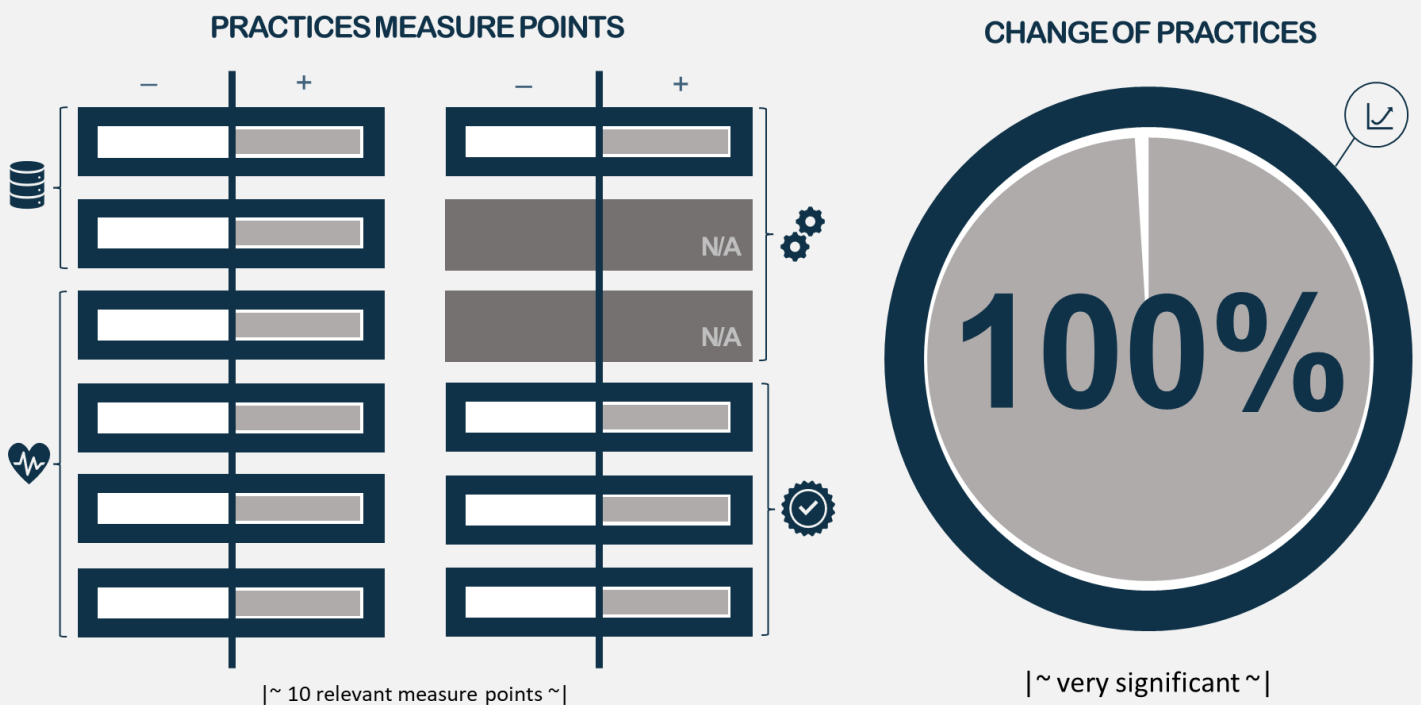 PRACTICES MEASURE POINTS
– + – +
N/A
N/A
|~ 10 relevant measure points ~|
CHANGE OF PRACTICES
100%
|~ very significant ~|